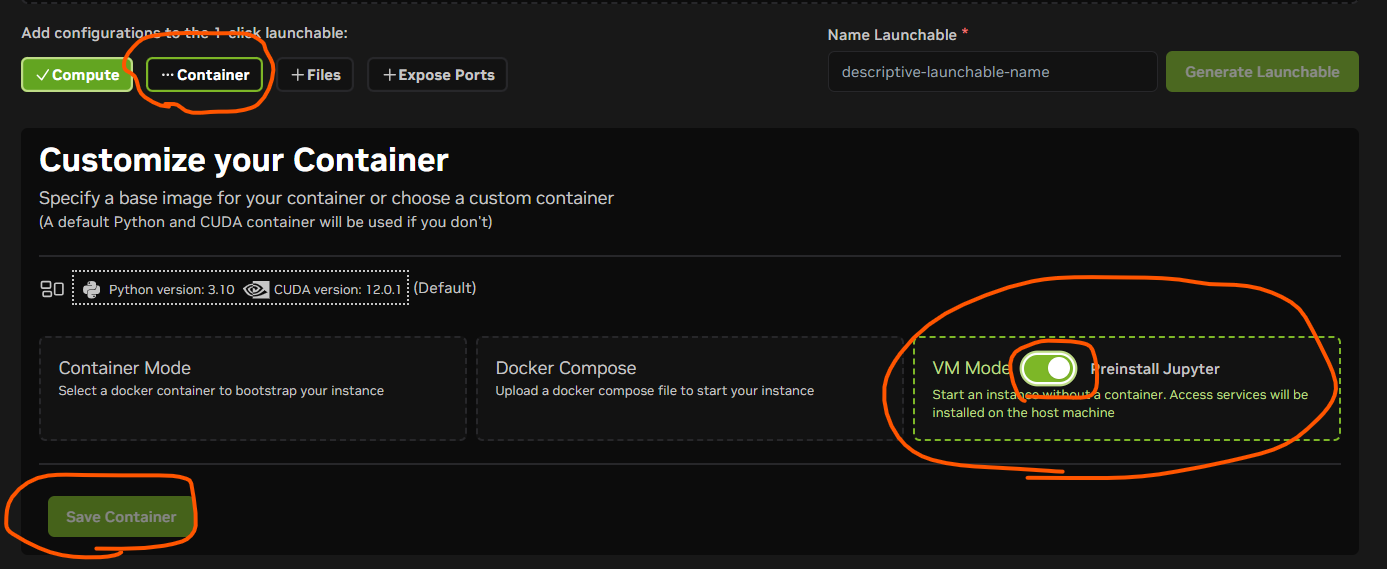 Add configurations to the 1-click launchable:
Name Launchable *
Compute
Container
Files
Expose Ports
descriptive-launchable-name
Generate Launchable
Customize your Container
Specify a base image for your container or choose a custom container
(A default Python and CUDA container will be used if you don't)
Python version: 3.10 CUDA version: 12.0.1 (Default)
Container Mode
Select a docker container to bootstrap your instance
Docker Compose
Upload a docker compose file to start your instance
VM Mode Preinstall Jupyter
Start an instance without a container. Access services will be
installed on the host machine
Save Container